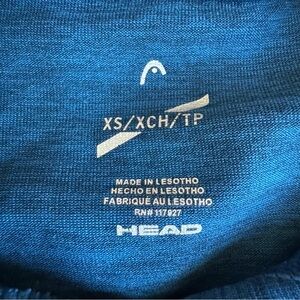 XS/XCH/TP
MADE IN LESOTHO
HECHO EN LESOTHO
FABRIQUÉ AU LESOTHO
RN# 117927
HEAD